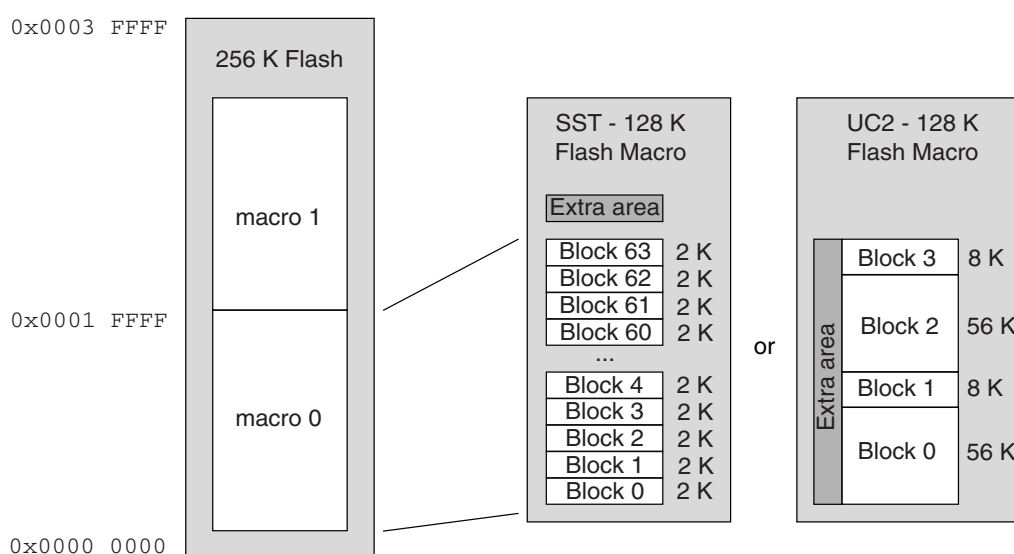 0x0003 FFFF
256 K Flash
macro 1
0x0001 FFFF
macro 0
0x0000 0000
SST - 128 K
Flash Macro
Extra area
Block 63 2 K
Block 62 2 K
Block 61 2 K
Block 60 2 K
...
Block 4 2 K
Block 3 2 K
Block 2 2 K
Block 1 2 K
Block 0 2 K
or
UC2 - 128 K
Flash Macro
Extra area
Block 3 8 K
Block 2 56 K
Block 1 8 K
Block 0 56 K